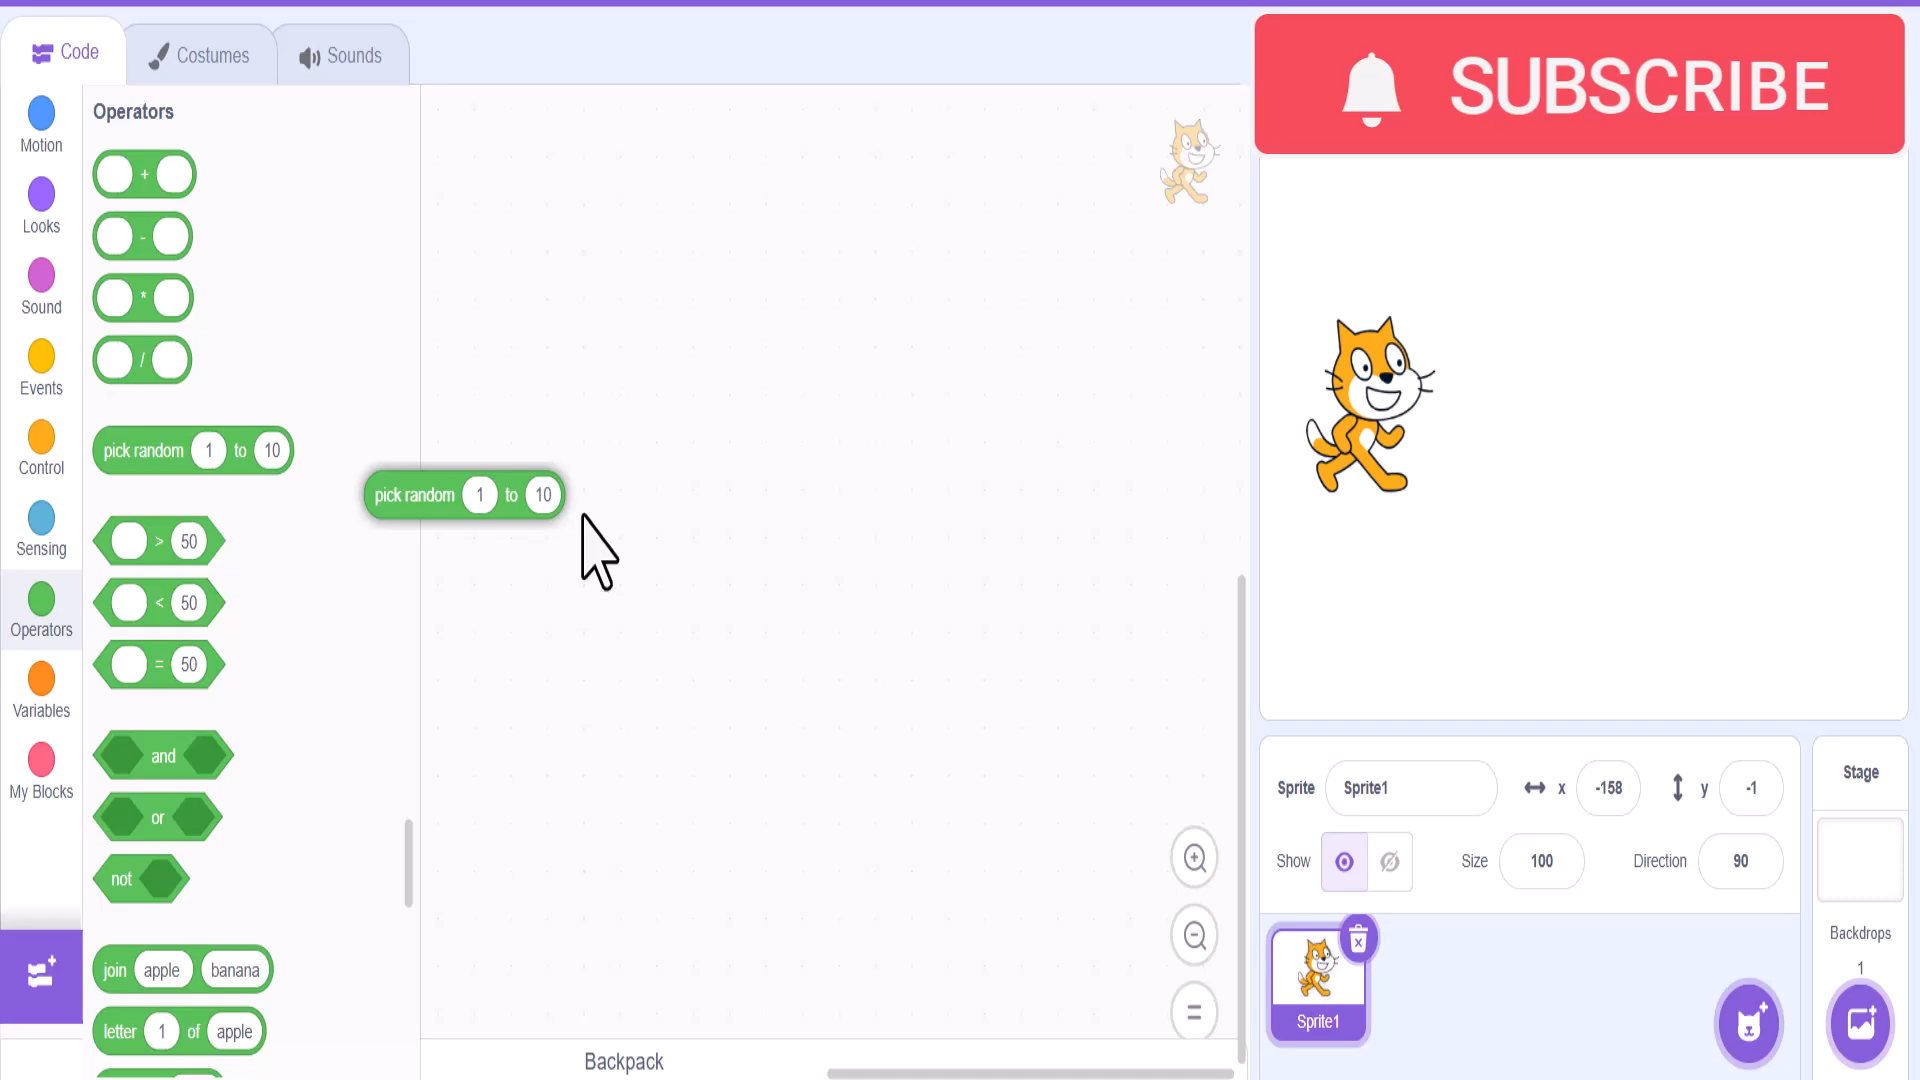 Code
Costumes
Sounds
SUBSCRIBE
Motion
Looks
Sound
Events
Control
Sensing
Operators
Variables
My Blocks
Operators
+
-
*
/
pick random 1 to 10
> 50
< 50
= 50
and
or
not
join apple banana
letter 1 of apple
pick random 1 to 10
Backpack
Sprite Sprite1 x -158 y -1
Show Size 100 Direction 90
Sprite1
Stage
Backdrops
1